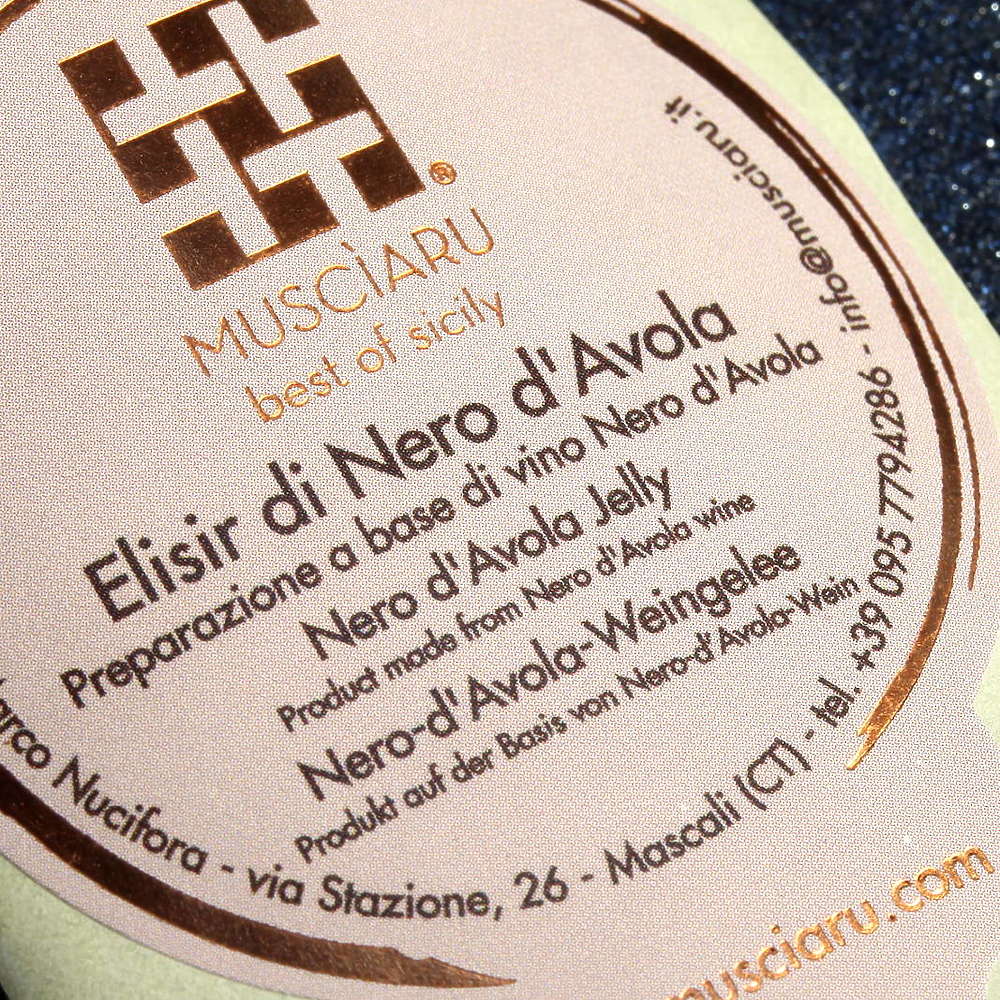 MUSCÌARU®
best of sicily
Elisir di Nero d'Avola
Preparazione a base di vino Nero d'Avola
Nero d'Avola Jelly
Product made from Nero d'Avola wine
Nero-d'Avola-Weingelee
Produkt auf der Basis von Nero-d'Avola-Wein
Nucifora - via Stazione, 26 - Mascali (CT) - tel. +39 095 7794286 - info@musciaru.it
musciaru.com